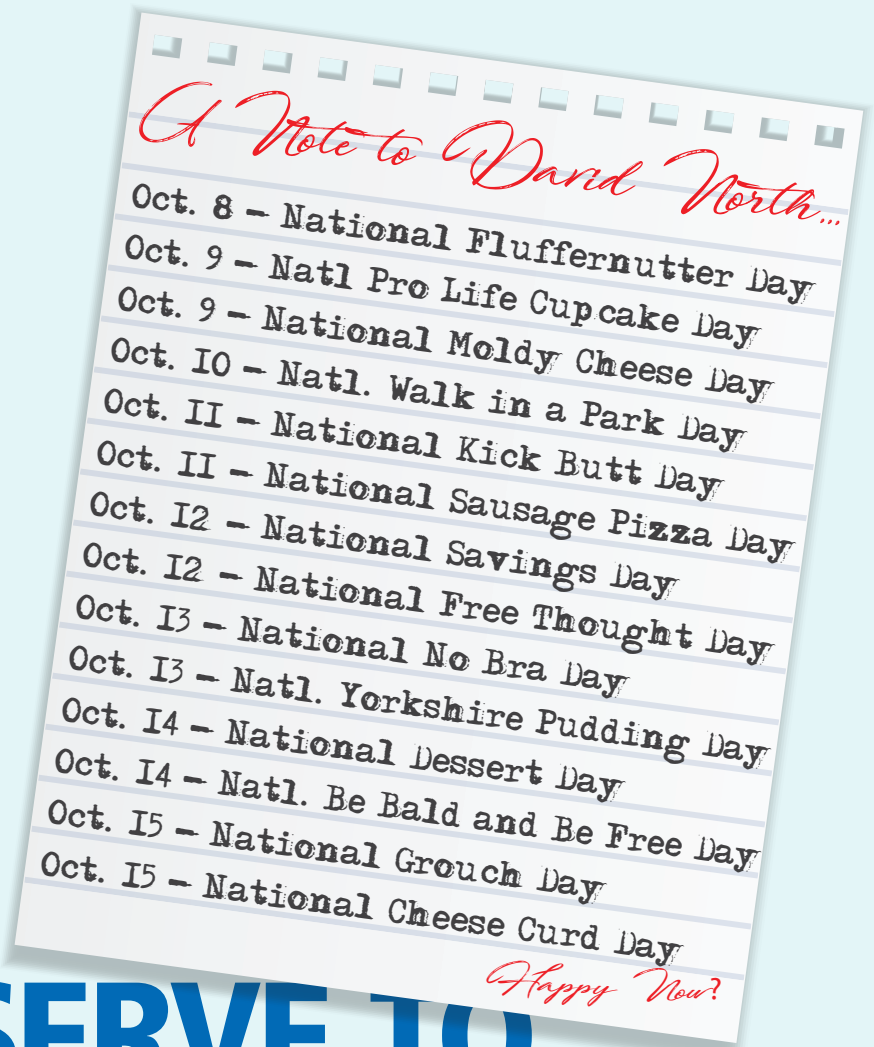 A Note to David North...
Oct. 8 – National Fluffernutter Day
Oct. 9 – Natl Pro Life Cupcake Day
Oct. 9 – National Moldy Cheese Day
Oct. 10 – Natl. Walk in a Park Day
Oct. 11 – National Kick Butt Day
Oct. 11 – National Sausage Pizza Day
Oct. 12 – National Savings Day
Oct. 12 – National Free Thought Day
Oct. 13 – National No Bra Day
Oct. 13 – Natl. Yorkshire Pudding Day
Oct. 14 – National Dessert Day
Oct. 14 – Natl. Be Bald and Be Free Day
Oct. 15 – National Grouch Day
Oct. 15 – National Cheese Curd Day
Happy Now?
SERVE TO